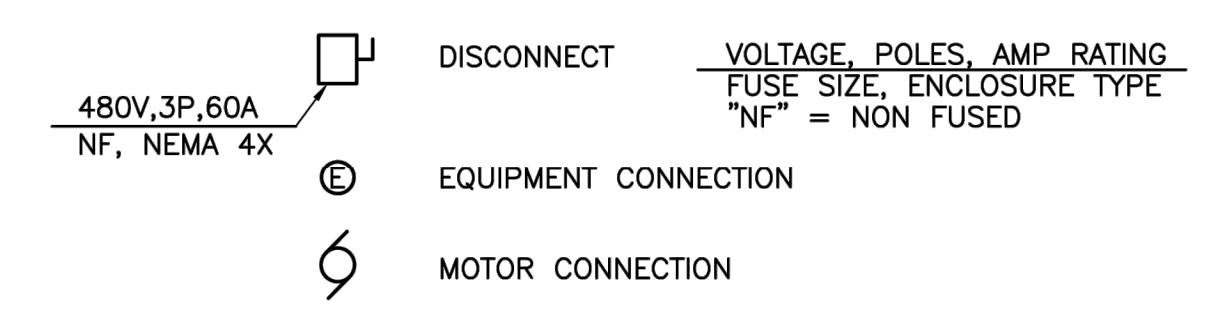 DISCONNECT
VOLTAGE, POLES, AMP RATING
FUSE SIZE, ENCLOSURE TYPE
"NF" = NON FUSED
480V,3P,60A
NF, NEMA 4X
E
EQUIPMENT CONNECTION
MOTOR CONNECTION